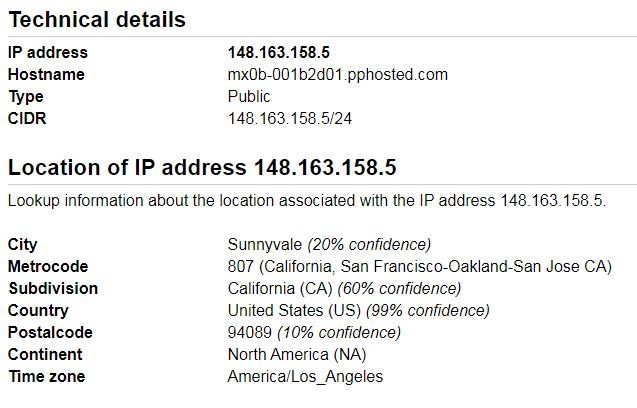 Technical details
IP address 148.163.158.5
Hostname mx0b-001b2d01.pphosted.com
Type Public
CIDR 148.163.158.5/24
Location of IP address 148.163.158.5
Lookup information about the location associated with the IP address 148.163.158.5.
City Sunnyvale (20% confidence)
Metrocode 807 (California, San Francisco-Oakland-San Jose CA)
Subdivision California (CA) (60% confidence)
Country United States (US) (99% confidence)
Postalcode 94089 (10% confidence)
Continent North America (NA)
Time zone America/Los_Angeles